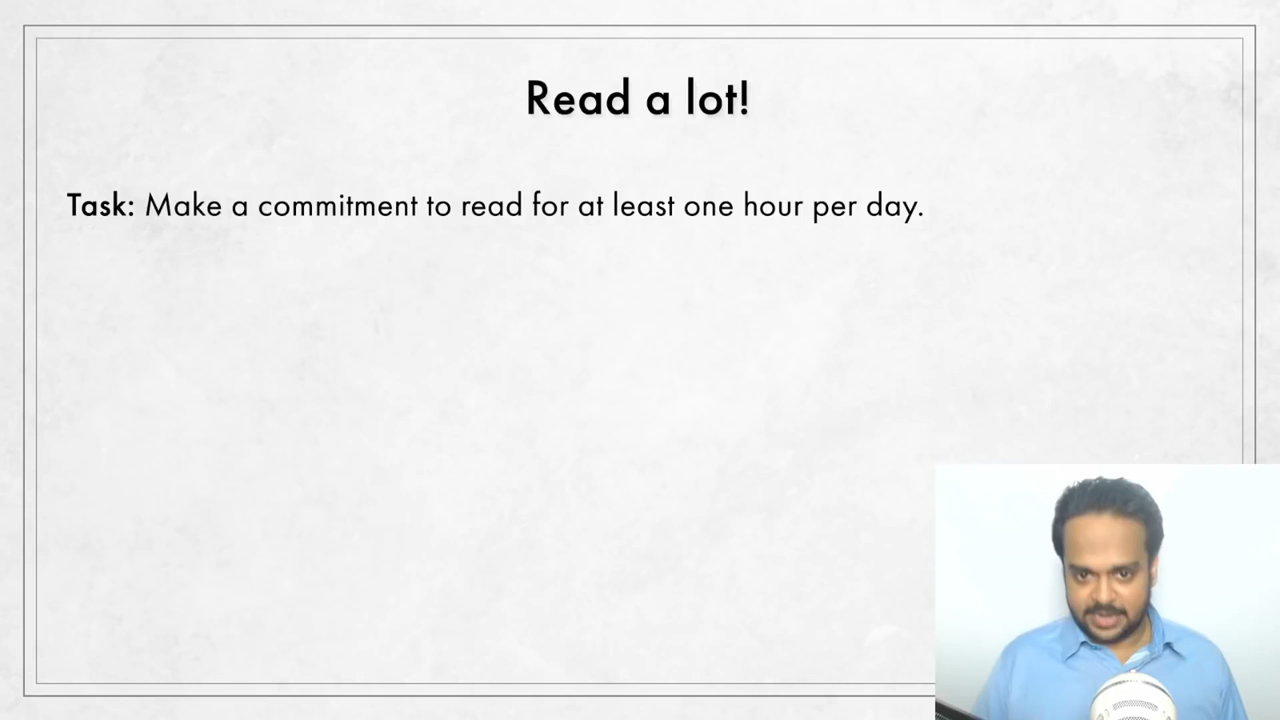 Read a lot!
Task: Make a commitment to read for at least one hour per day.